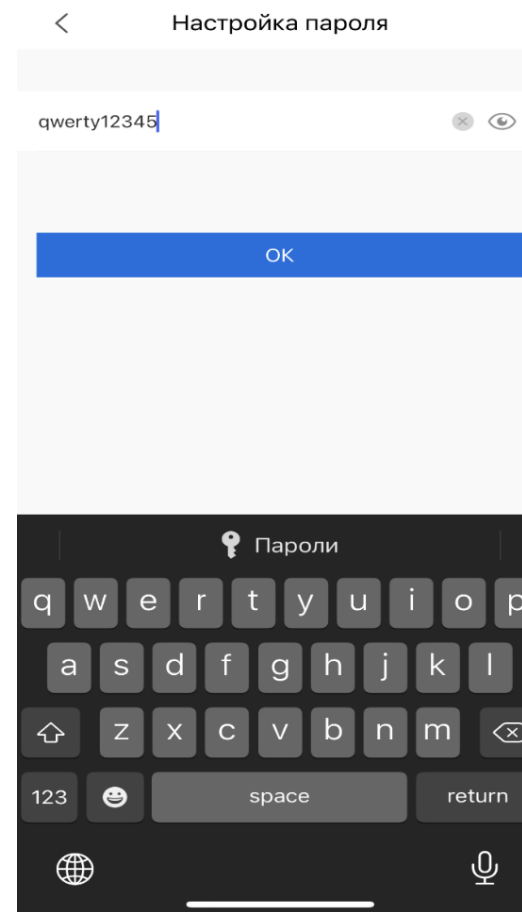 Настройка пароля
qwerty12345
OK
Пароли
q w e r t y u i o p
a s d f g h j k l
z x c v b n m
123 space return